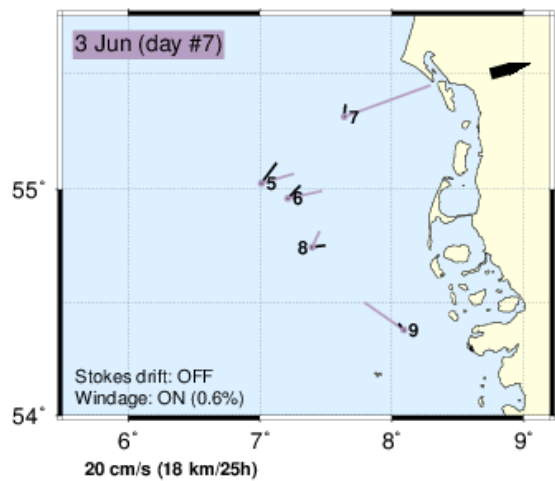 3 Jun (day #7)
7
5
55°
6
8
9
Stokes drift: OFF
Windage: ON (0.6%)
54°
6° 7° 8° 9°
20 cm/s (18 km/25h)